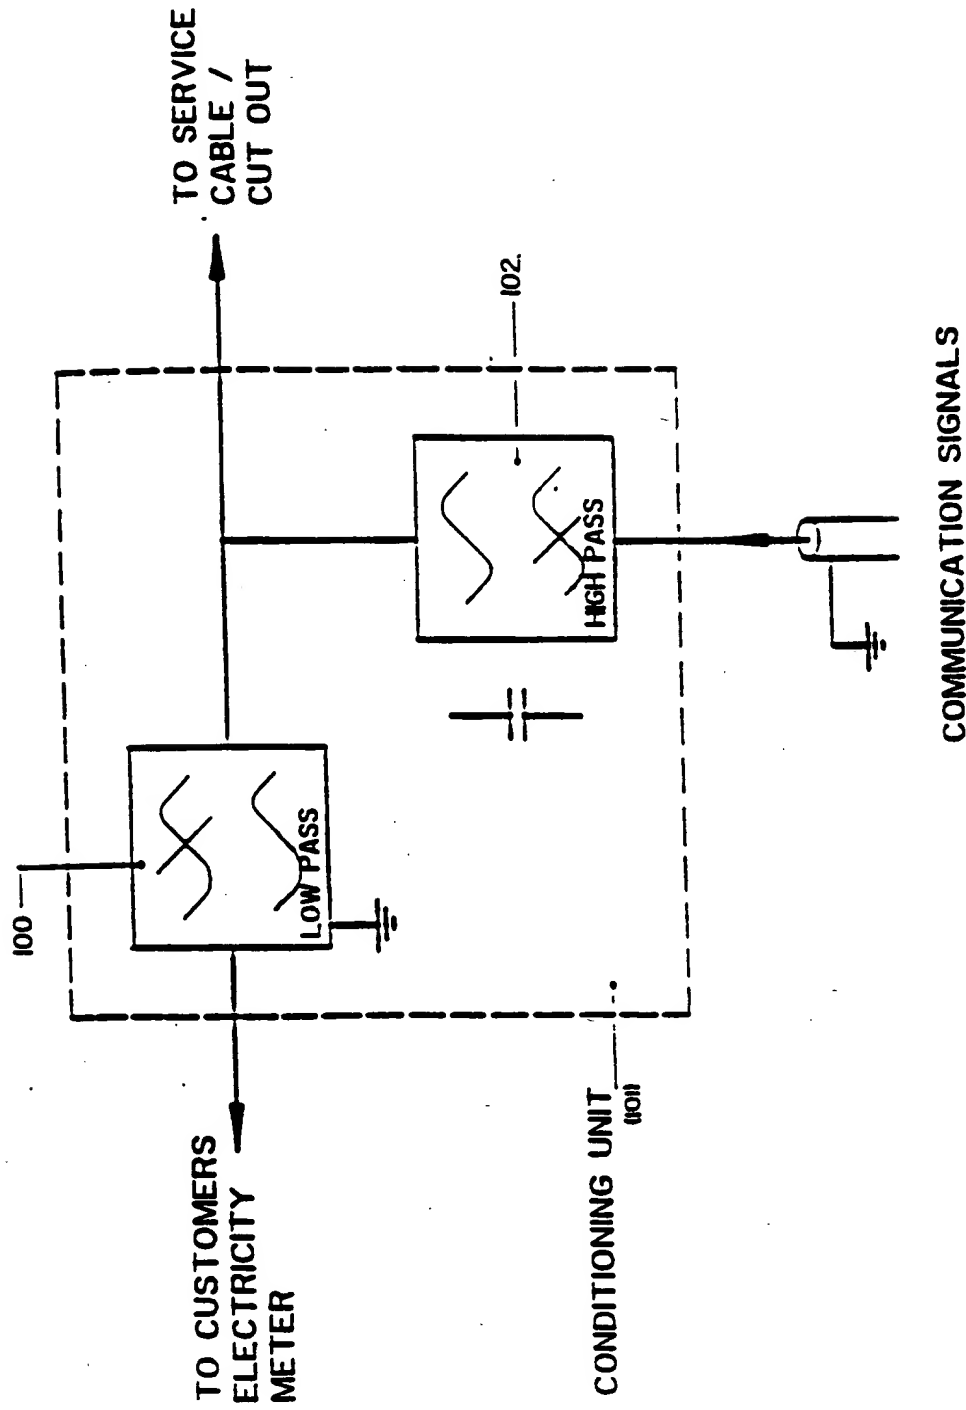 TO CUSTOMERS
ELECTRICITY
METER
100
LOW PASS
TO SERVICE
CABLE /
CUT OUT
HIGH PASS
102.
CONDITIONING UNIT
(101)
COMMUNICATION SIGNALS